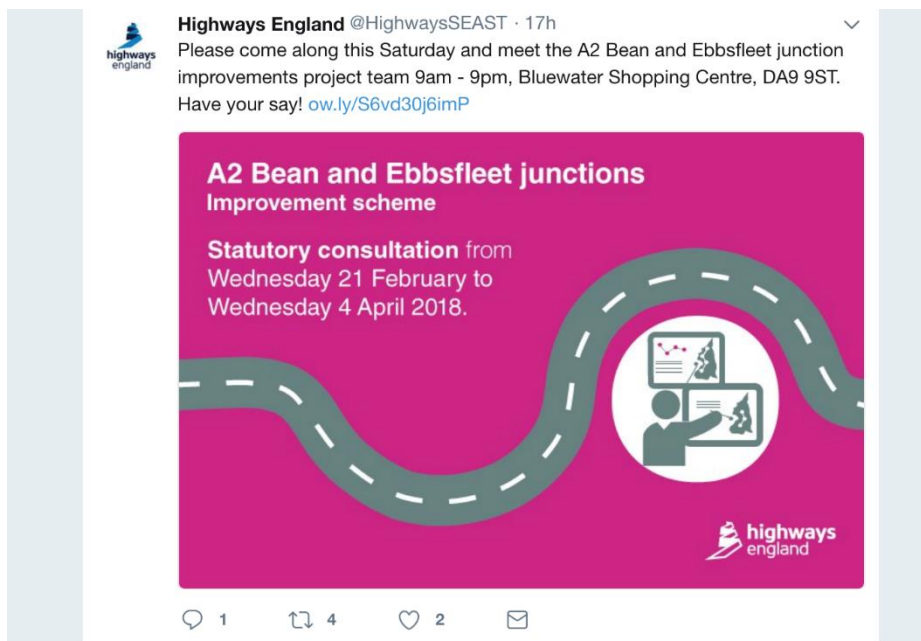 Highways England @HighwaysSEAST · 17h
Please come along this Saturday and meet the A2 Bean and Ebbsfleet junction
improvements project team 9am - 9pm, Bluewater Shopping Centre, DA9 9ST.
Have your say! ow.ly/S6vd30j6imP
highways
england
A2 Bean and Ebbsfleet junctions
Improvement scheme
Statutory consultation from
Wednesday 21 February to
Wednesday 4 April 2018.
highways
england
1 4 2